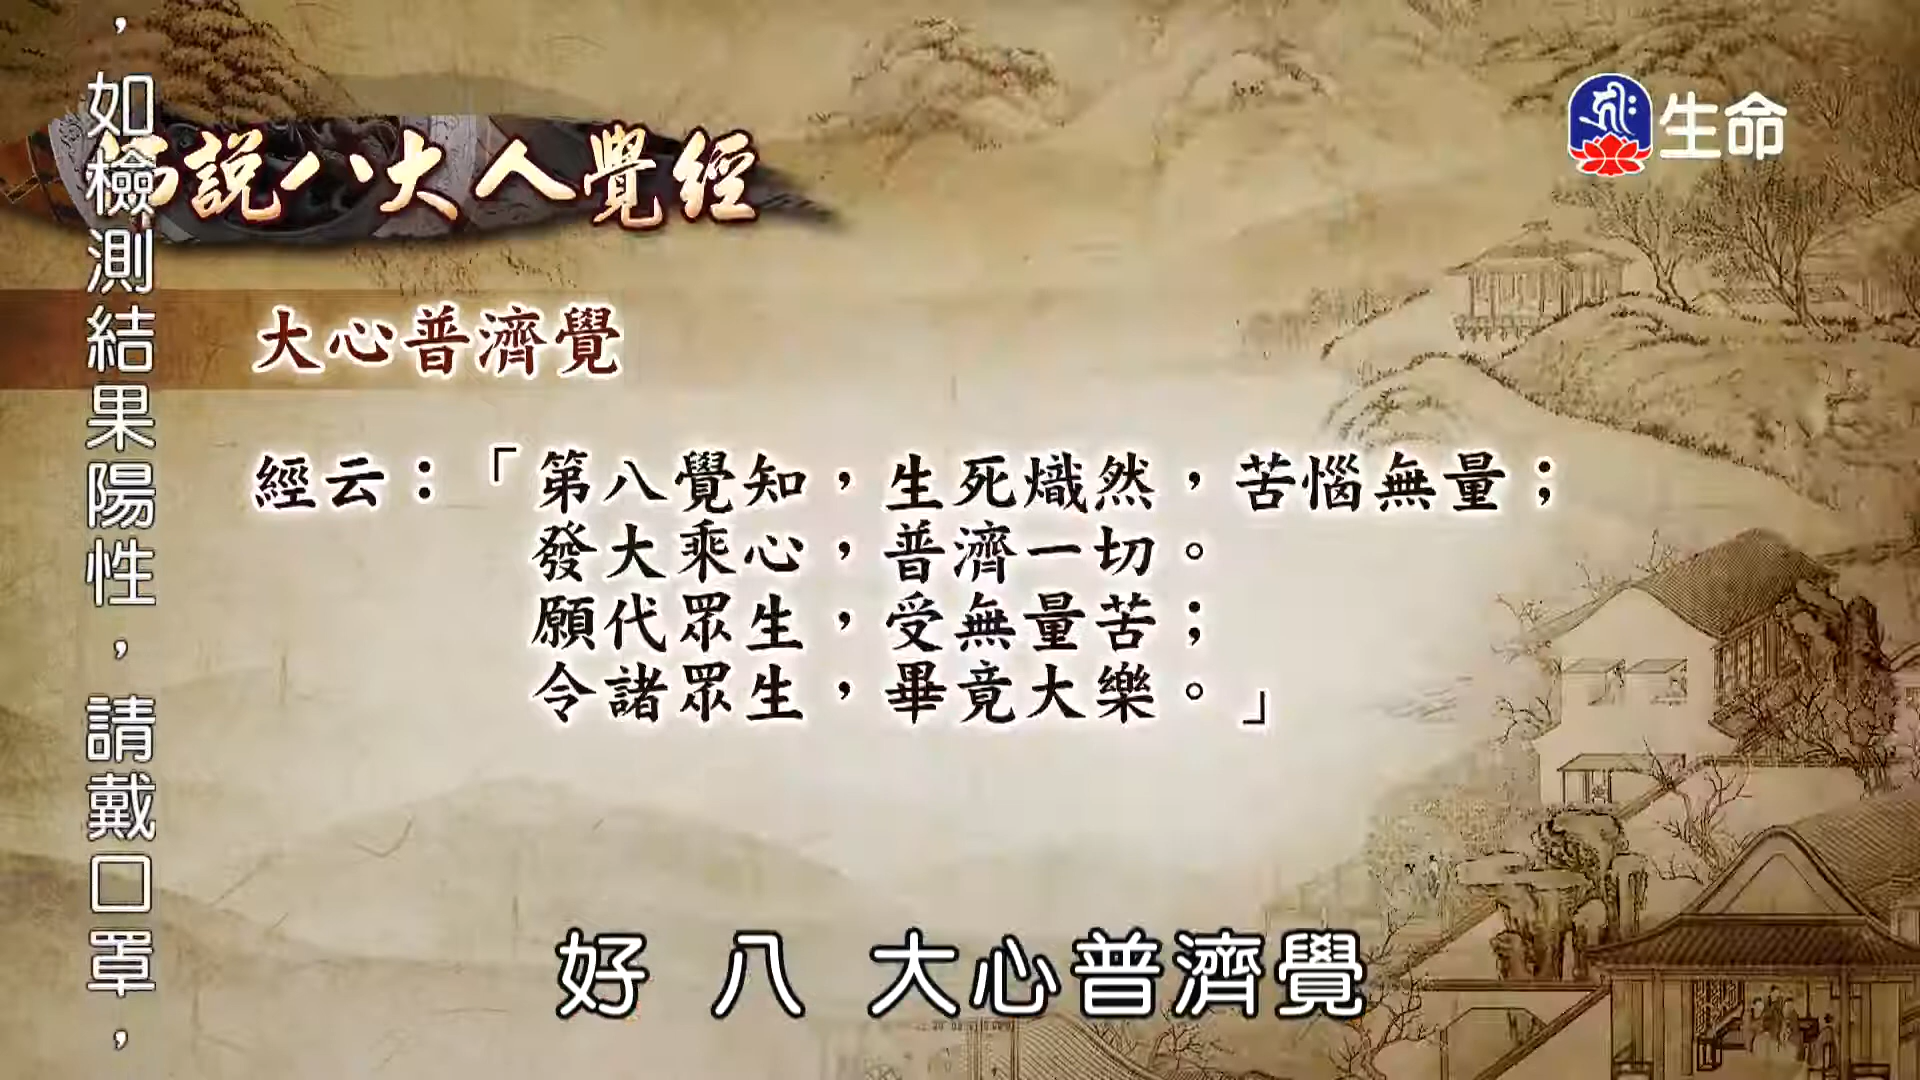 ，如檢測結果陽性，請戴口罩，
説八大人覺經
生命
大心普濟覺
經云：「第八覺知，生死熾然，苦惱無量；
發大乘心，普濟一切。
願代眾生，受無量苦；
令諸眾生，畢竟大樂。」
好 八 大心普濟覺